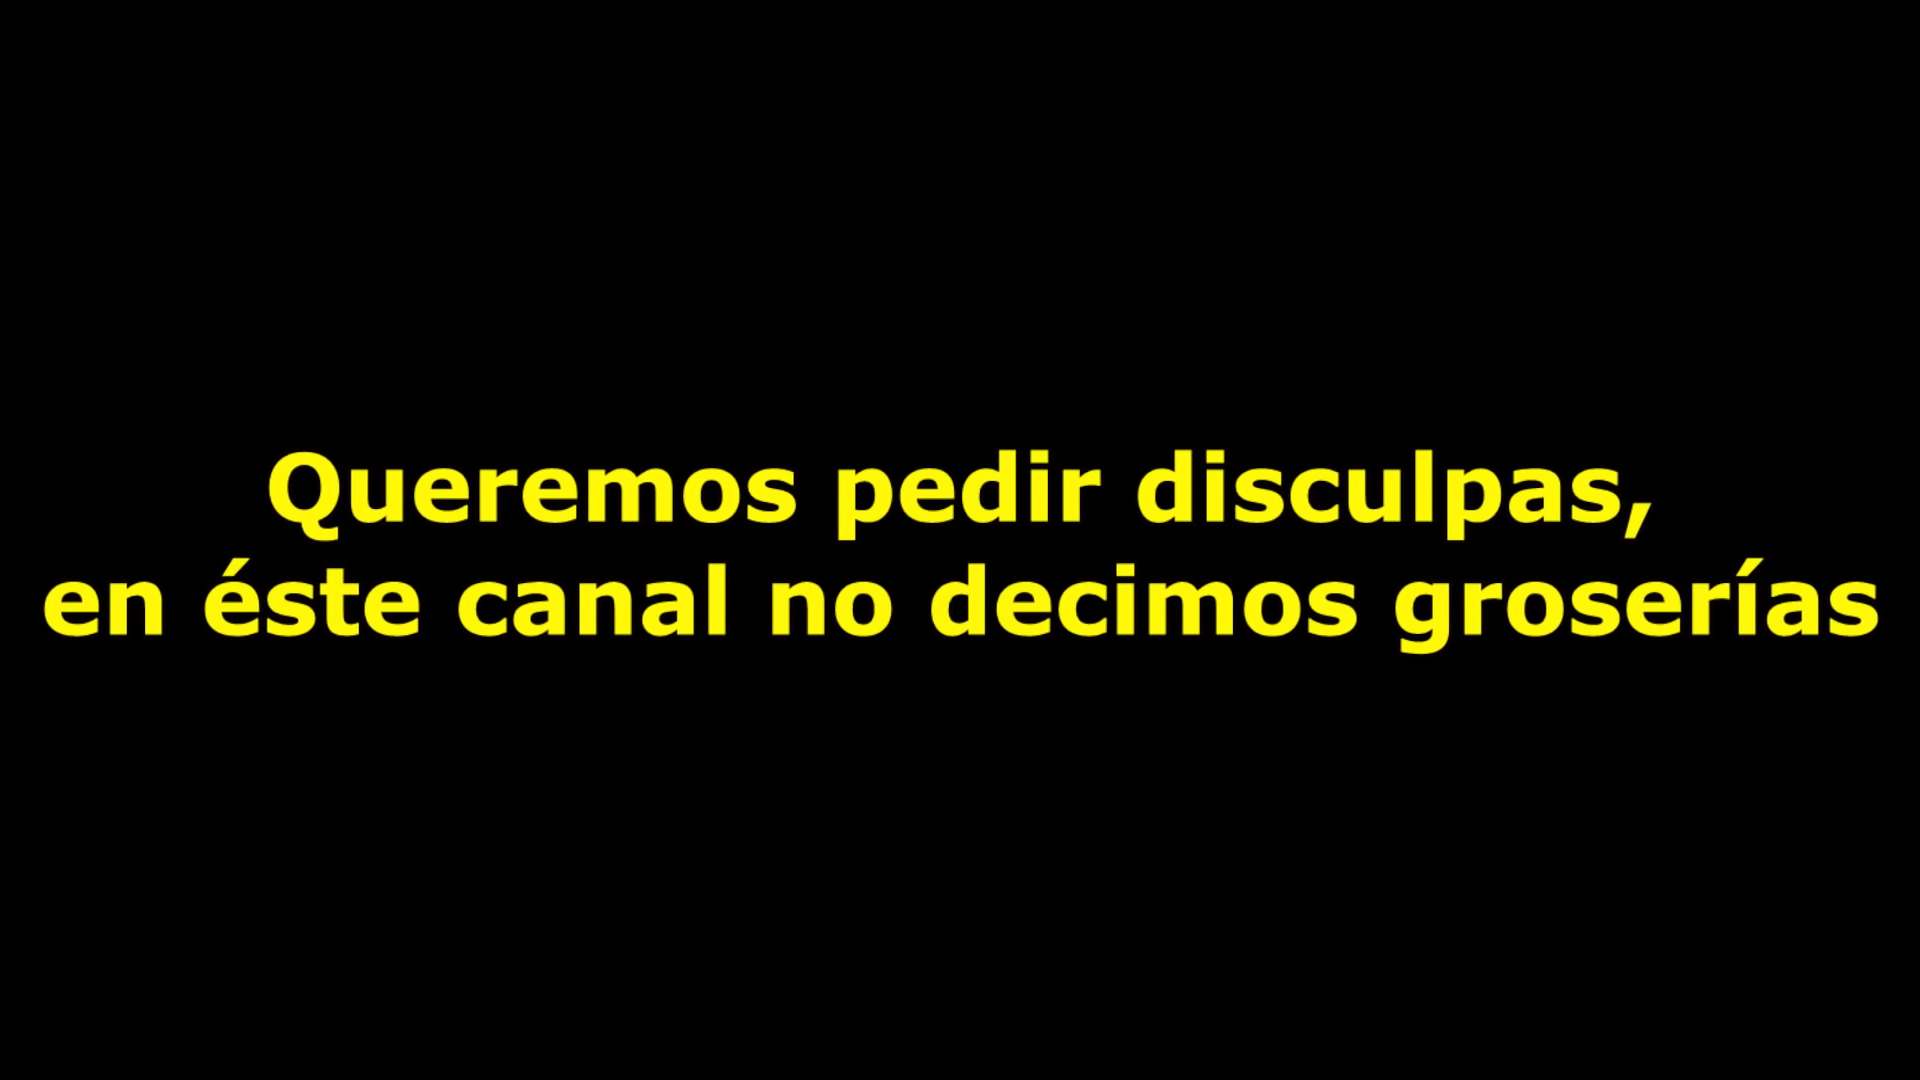 Queremos pedir disculpas,
en éste canal no decimos groserías